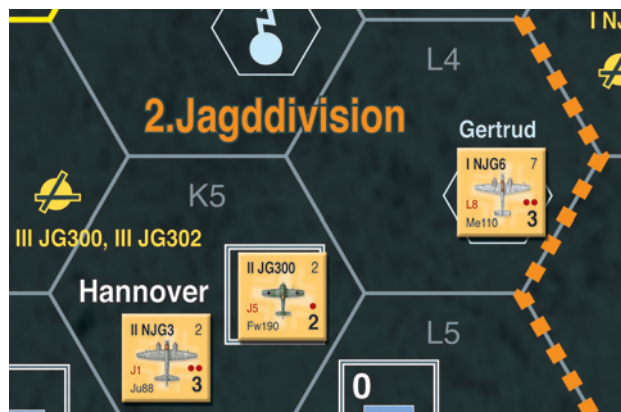 I NJ
L4
2.Jagddivision
Gertrud
I NJG6 7
L8
Me110 3
K5
III JG300, III JG302
II JG300 2
J5
Fw190 2
Hannover
II NJG3 2
J1
Ju88 3
L5
0